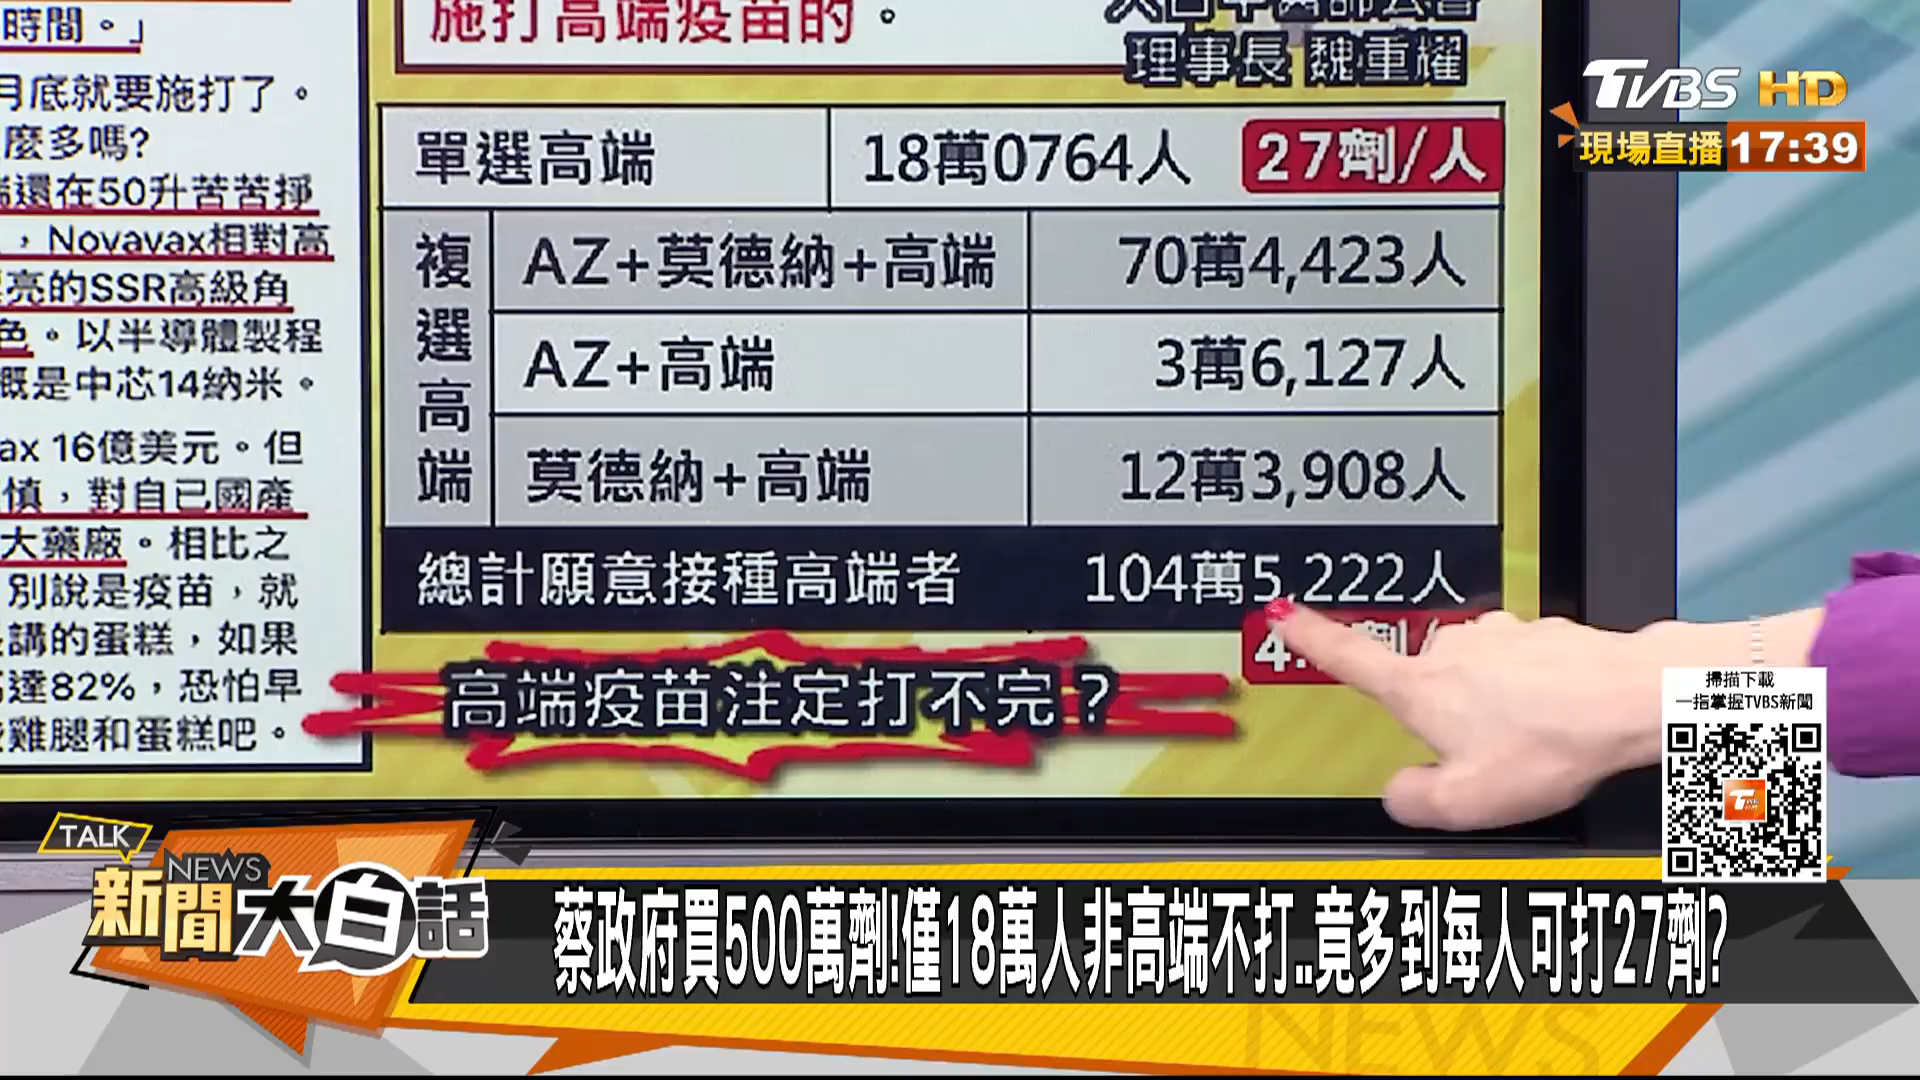 時間。」
月底就要施打了。
麼多嗎?
還在50升苦苦掙
,Novavax相對高
亮的SSR高級角
色。以半導體製程
概是中芯14納米。
ax 16億美元。但
慎,對自己國產
大藥廠。相比之
別說是疫苗,就
講的蛋糕,如果
達82%,恐怕早
雞腿和蛋糕吧。
施打高端疫苗的。
理事長 魏重耀
單選高端 18萬0764人 27劑/人
複選高端
AZ+莫德納+高端 70萬4,423人
AZ+高端 3萬6,127人
莫德納+高端 12萬3,908人
總計願意接種高端者 104萬5,222人
高端疫苗注定打不完?
TVBS HD
現場直播 17:39
掃描下載
一指掌握TVBS新聞
TALK
NEWS
新聞大白話
蔡政府買500萬劑!僅18萬人非高端不打..竟多到每人可打27劑?
NEWS